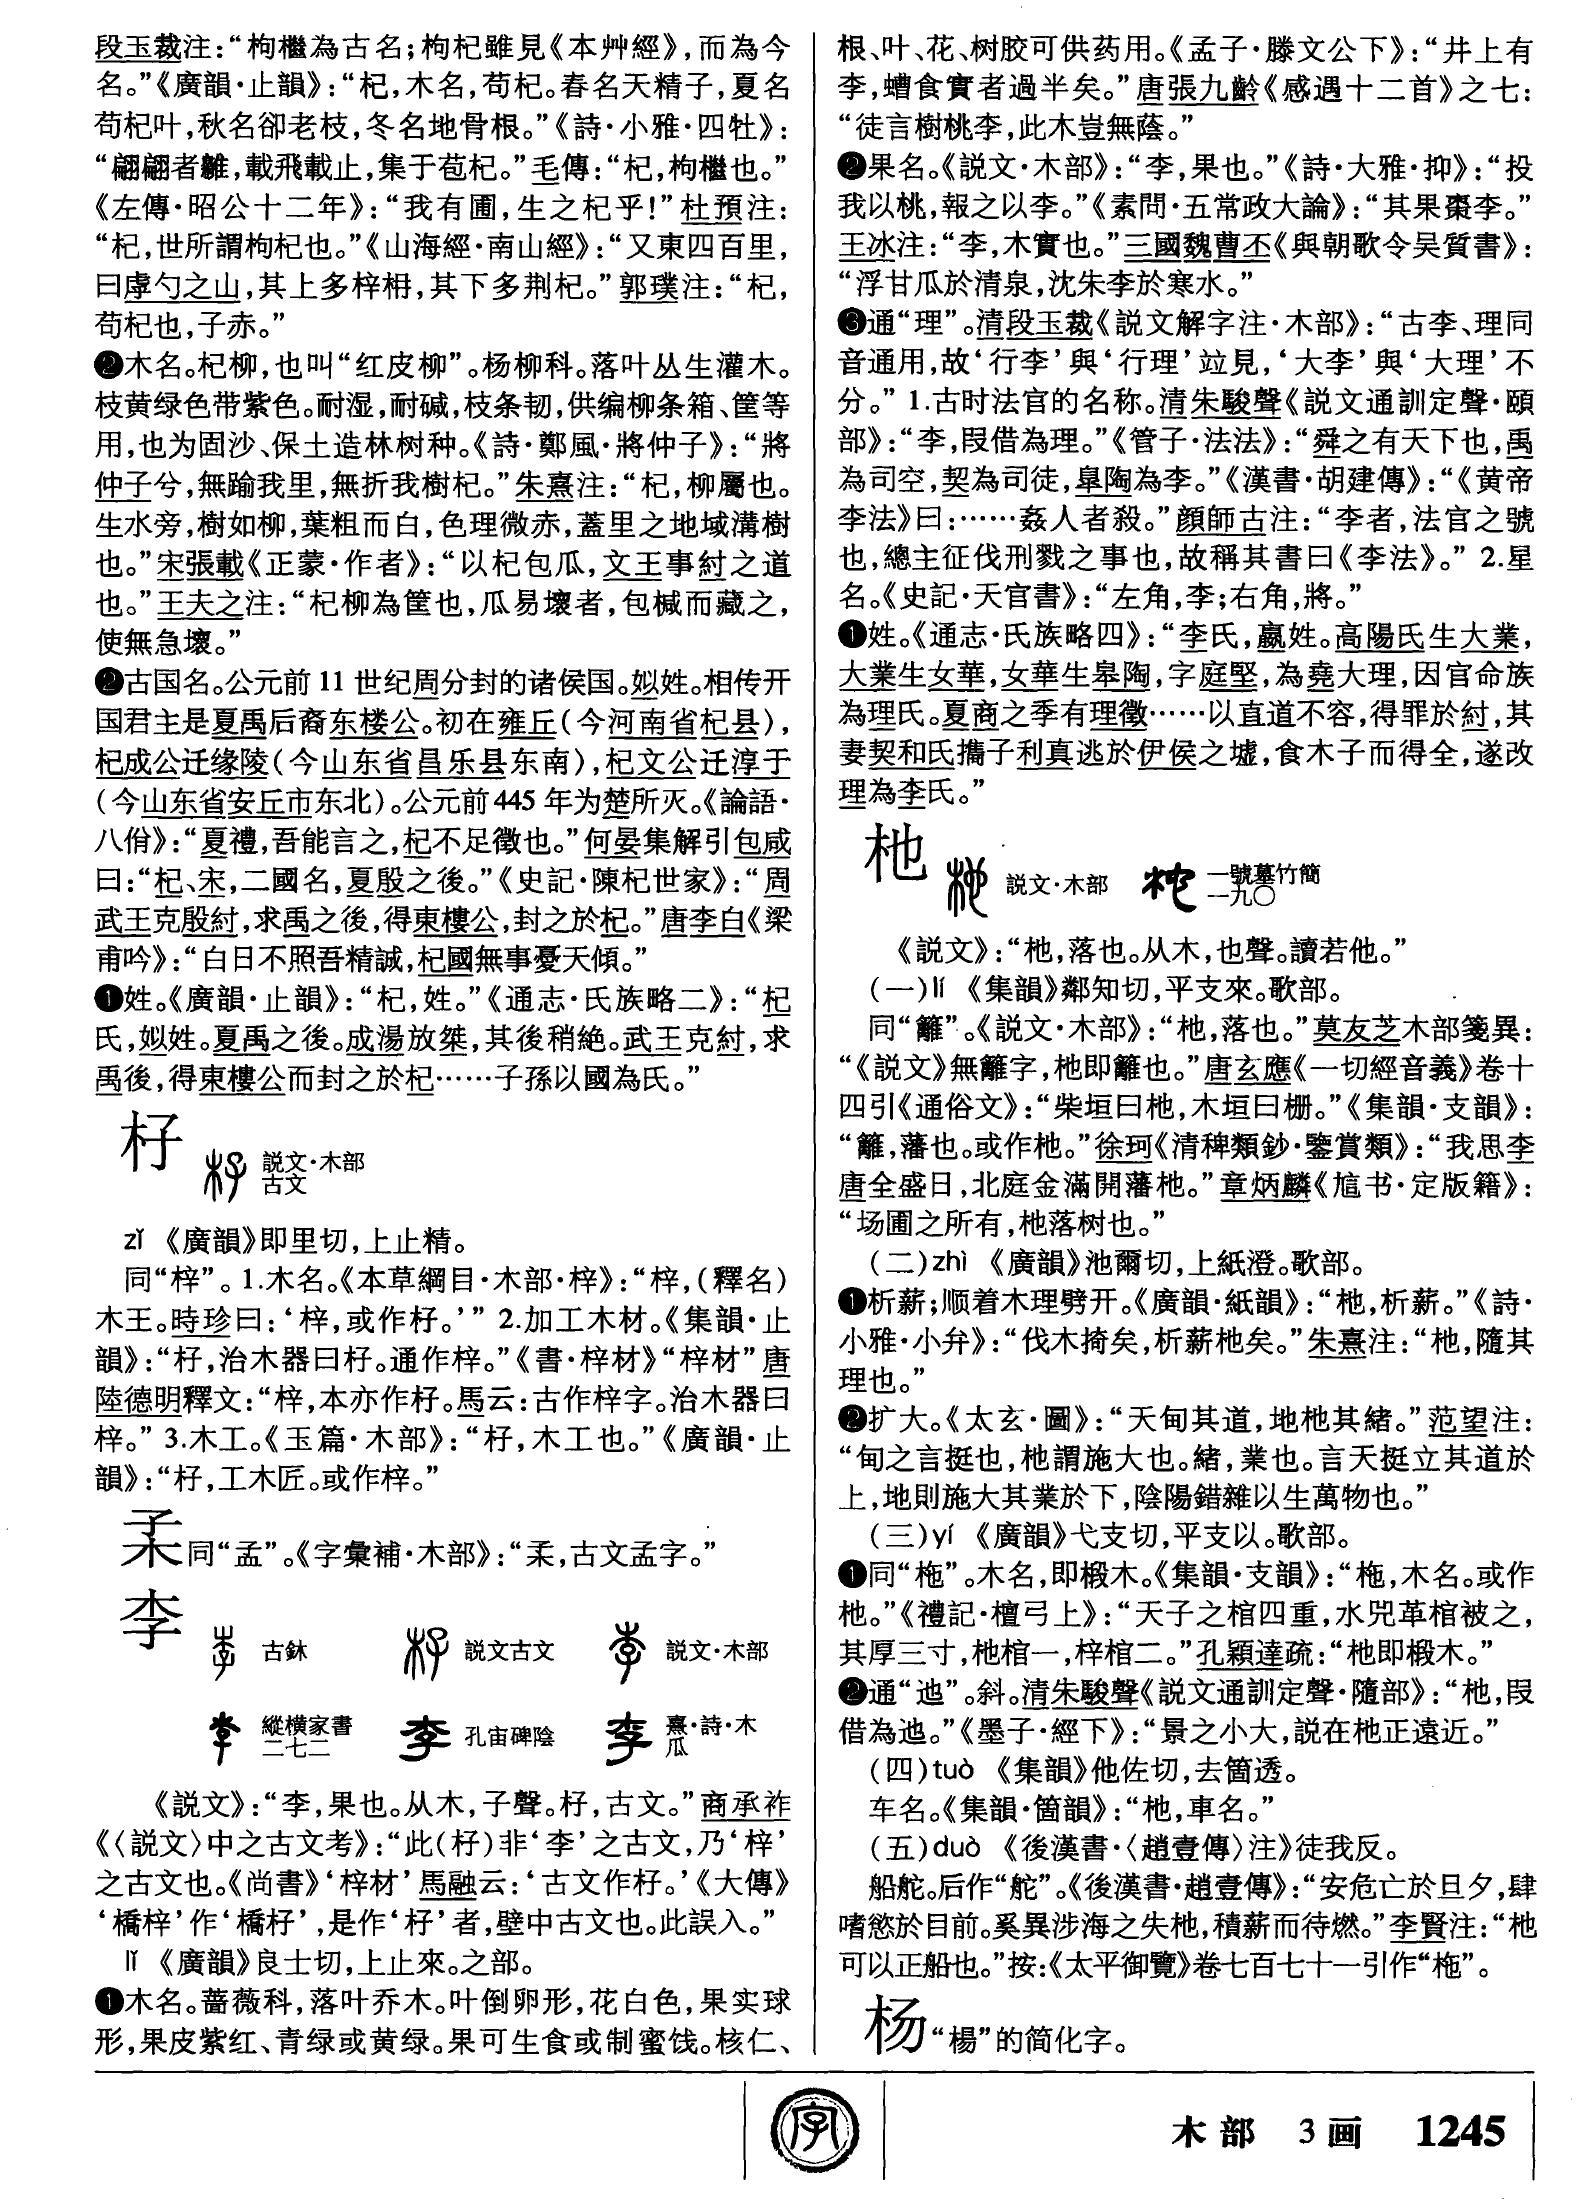 段玉裁注：“枸檵為古名；枸杞雖見《本艸經》，而為今
名。”《廣韻·止韻》：“杞，木名，苟杞。春名天精子，夏名
苟杞叶，秋名卻老枝，冬名地骨根。”《詩·小雅·四牡》：
“翩翩者鵻，載飛載止，集于苞杞。”毛傳：“杞，枸檵也。”
《左傳·昭公十二年》：“我有圃，生之杞乎！”杜預注：
“杞，世所謂枸杞也。”《山海經·南山經》：“又東四百里，
曰虖勺之山，其上多梓枏，其下多荆杞。”郭璞注：“杞，
苟杞也，子赤。”
❷木名。杞柳，也叫“红皮柳”。杨柳科。落叶丛生灌木。
枝黄绿色带紫色。耐湿，耐碱，枝条韧，供编柳条箱、筐等
用，也为固沙、保土造林树种。《詩·鄭風·將仲子》：“將
仲子兮，無踰我里，無折我樹杞。”朱熹注：“杞，柳屬也。
生水旁，樹如柳，葉粗而白，色理微赤，蓋里之地域溝樹
也。”宋張載《正蒙·作者》：“以杞包瓜，文王事紂之道
也。”王夫之注：“杞柳為筐也，瓜易壞者，包椷而藏之，
使無急壞。”
❷古国名。公元前 11 世纪周分封的诸侯国。姒姓。相传开
国君主是夏禹后裔东楼公。初在雍丘（今河南省杞县），
杞成公迁缘陵（今山东省昌乐县东南），杞文公迁淳于
（今山东省安丘市东北）。公元前 445 年为楚所灭。《論語·
八佾》：“夏禮，吾能言之，杞不足徵也。”何晏集解引包咸
曰：“杞、宋，二國名，夏殷之後。”《史記·陳杞世家》：“周
武王克殷紂，求禹之後，得東樓公，封之於杞。”唐李白《梁
甫吟》：“白日不照吾精誠，杞國無事憂天傾。”
❶姓。《廣韻·止韻》：“杞，姓。”《通志·氏族略二》：“杞
氏，姒姓。夏禹之後。成湯放桀，其後稍絶。武王克紂，求
禹後，得東樓公而封之於杞……子孫以國為氏。”
杍
説文·木部
古文
zǐ 《廣韻》即里切，上止精。
同“梓”。 1.木名。《本草綱目·木部·梓》：“梓，（釋名）
木王。時珍曰：‘梓，或作杍。’” 2.加工木材。《集韻·止
韻》：“杍，治木器曰杍。通作梓。”《書·梓材》“梓材”唐
陸德明釋文：“梓，本亦作杍。馬云：古作梓字。治木器曰
梓。” 3.木工。《玉篇·木部》：“杍，木工也。”《廣韻·止
韻》：“杍，工木匠。或作梓。”
㭒同“孟”。《字彙補·木部》：“㭒，古文孟字。”
李
古鉥 説文古文 説文·木部
縱横家書 二七二 孔宙碑陰 熹·詩·木瓜
《説文》：“李，果也。从木，子聲。杍，古文。”商承祚
《〈説文〉中之古文考》：“此（杍）非‘李’之古文，乃‘梓’
之古文也。《尚書》‘梓材’馬融云：‘古文作杍。’《大傳》
‘橋梓’作‘橋杍’，是作‘杍’者，壁中古文也。此誤入。”
lǐ 《廣韻》良士切，上止來。之部。
❶木名。蔷薇科，落叶乔木。叶倒卵形，花白色，果实球
形，果皮紫红、青绿或黄绿。果可生食或制蜜饯。核仁、
根、叶、花、树胶可供药用。《孟子·滕文公下》：“井上有
李，螬食實者過半矣。”唐張九齡《感遇十二首》之七：
“徒言樹桃李，此木豈無蔭。”
❷果名。《説文·木部》：“李，果也。”《詩·大雅·抑》：“投
我以桃，報之以李。”《素問·五常政大論》：“其果棗李。”
王冰注：“李，木實也。”三國魏曹丕《與朝歌令吴質書》：
“浮甘瓜於清泉，沈朱李於寒水。”
❸通“理”。清段玉裁《説文解字注·木部》：“古李、理同
音通用，故‘行李’與‘行理’竝見，‘大李’與‘大理’不
分。” 1.古时法官的名称。清朱駿聲《説文通訓定聲·頤
部》：“李，叚借為理。”《管子·法法》：“舜之有天下也，禹
為司空，契為司徒，皐陶為李。”《漢書·胡建傳》：“《黄帝
李法》曰：……姦人者殺。”顔師古注：“李者，法官之號
也，總主征伐刑戮之事也，故稱其書曰《李法》。” 2.星
名。《史記·天官書》：“左角，李；右角，將。”
❶姓。《通志·氏族略四》：“李氏，嬴姓。高陽氏生大業，
大業生女華，女華生皋陶，字庭堅，為堯大理，因官命族
為理氏。夏商之季有理徵……以直道不容，得罪於紂，其
妻契和氏攜子利真逃於伊侯之墟，食木子而得全，遂改
理為李氏。”
杝
説文·木部 一號墓竹簡 一九〇
《説文》：“杝，落也。从木，也聲。讀若他。”
（一）lí 《集韻》鄰知切，平支來。歌部。
同“籬”。《説文·木部》：“杝，落也。”莫友芝木部箋異：
“《説文》無籬字，杝即籬也。”唐玄應《一切經音義》卷十
四引《通俗文》：“柴垣曰杝，木垣曰栅。”《集韻·支韻》：
“籬，藩也。或作杝。”徐珂《清稗類鈔·鑒賞類》：“我思李
唐全盛日，北庭金滿開藩杝。”章炳麟《訄书·定版籍》：
“场圃之所有，杝落树也。”
（二）zhì 《廣韻》池爾切，上紙澄。歌部。
❶析薪；顺着木理劈开。《廣韻·紙韻》：“杝，析薪。”《詩·
小雅·小弁》：“伐木掎矣，析薪杝矣。”朱熹注：“杝，隨其
理也。”
❷扩大。《太玄·圖》：“天甸其道，地杝其緒。”范望注：
“甸之言挺也，杝謂施大也。緒，業也。言天挺立其道於
上，地則施大其業於下，陰陽錯雜以生萬物也。”
（三）yí 《廣韻》弋支切，平支以。歌部。
❶同“椸”。木名，即椴木。《集韻·支韻》：“椸，木名。或作
杝。”《禮記·檀弓上》：“天子之棺四重，水兕革棺被之，
其厚三寸，杝棺一，梓棺二。”孔穎達疏：“杝即椴木。”
❷通“迆”。斜。清朱駿聲《説文通訓定聲·隨部》：“杝，叚
借為迆。”《墨子·經下》：“景之小大，説在杝正遠近。”
（四）tuò 《集韻》他佐切，去箇透。
车名。《集韻·箇韻》：“杝，車名。”
（五）duò 《後漢書·〈趙壹傳〉注》徒我反。
船舵。后作“舵”。《後漢書·趙壹傳》：“安危亡於旦夕，肆
嗜慾於目前。奚異涉海之失杝，積薪而待燃。”李賢注：“杝
可以正船也。”按：《太平御覽》卷七百七十一引作“柂”。
杨“楊”的简化字。
字
木部 3画 1245